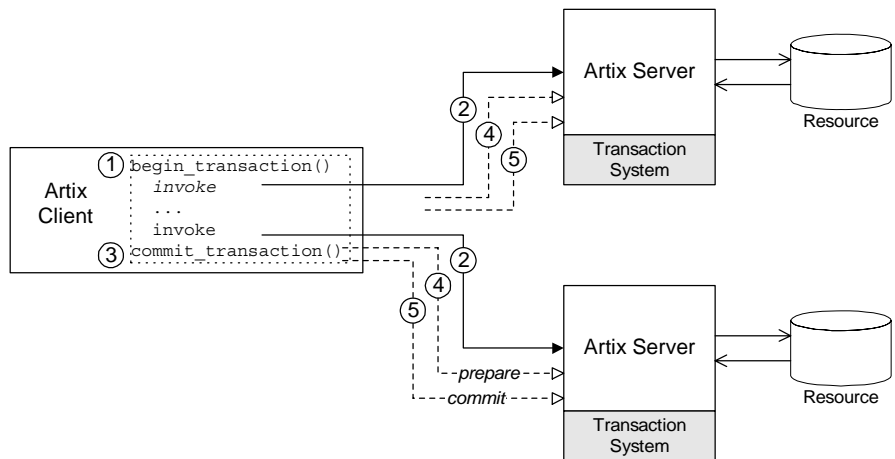 Artix Server
Transaction
System
Resource
2
4
5
Artix
Client
1
begin_transaction()
invoke
...
invoke
3
commit_transaction()
2
4
5
prepare
commit
Artix Server
Transaction
System
Resource